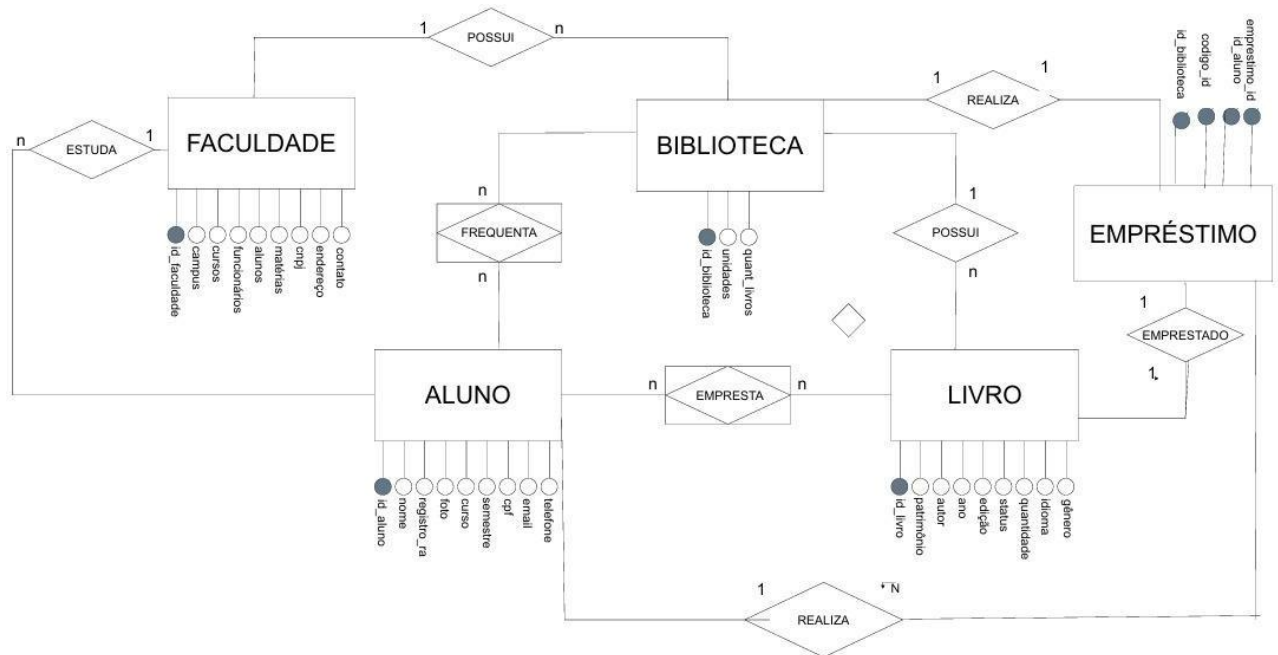 1
POSSUI
n
id_biblioteca
codigo_id
id_aluno
emprestimo_id
1
REALIZA
1
n
ESTUDA
1
FACULDADE
BIBLIOTECA
id_faculdade
campus
cursos
funcionários
alunos
matérias
cnpj
endereço
contato
n
FREQUENTA
n
id_biblioteca
unidades
quant_livros
1
POSSUI
n
EMPRÉSTIMO
1
EMPRESTADO
1
ALUNO
n
EMPRESTA
n
LIVRO
id_aluno
nome
registro_ra
foto
curso
semestre
cpf
email
telefone
id_livro
patrimônio
autor
ano
edição
status
quantidade
idioma
gênero
1
REALIZA
N